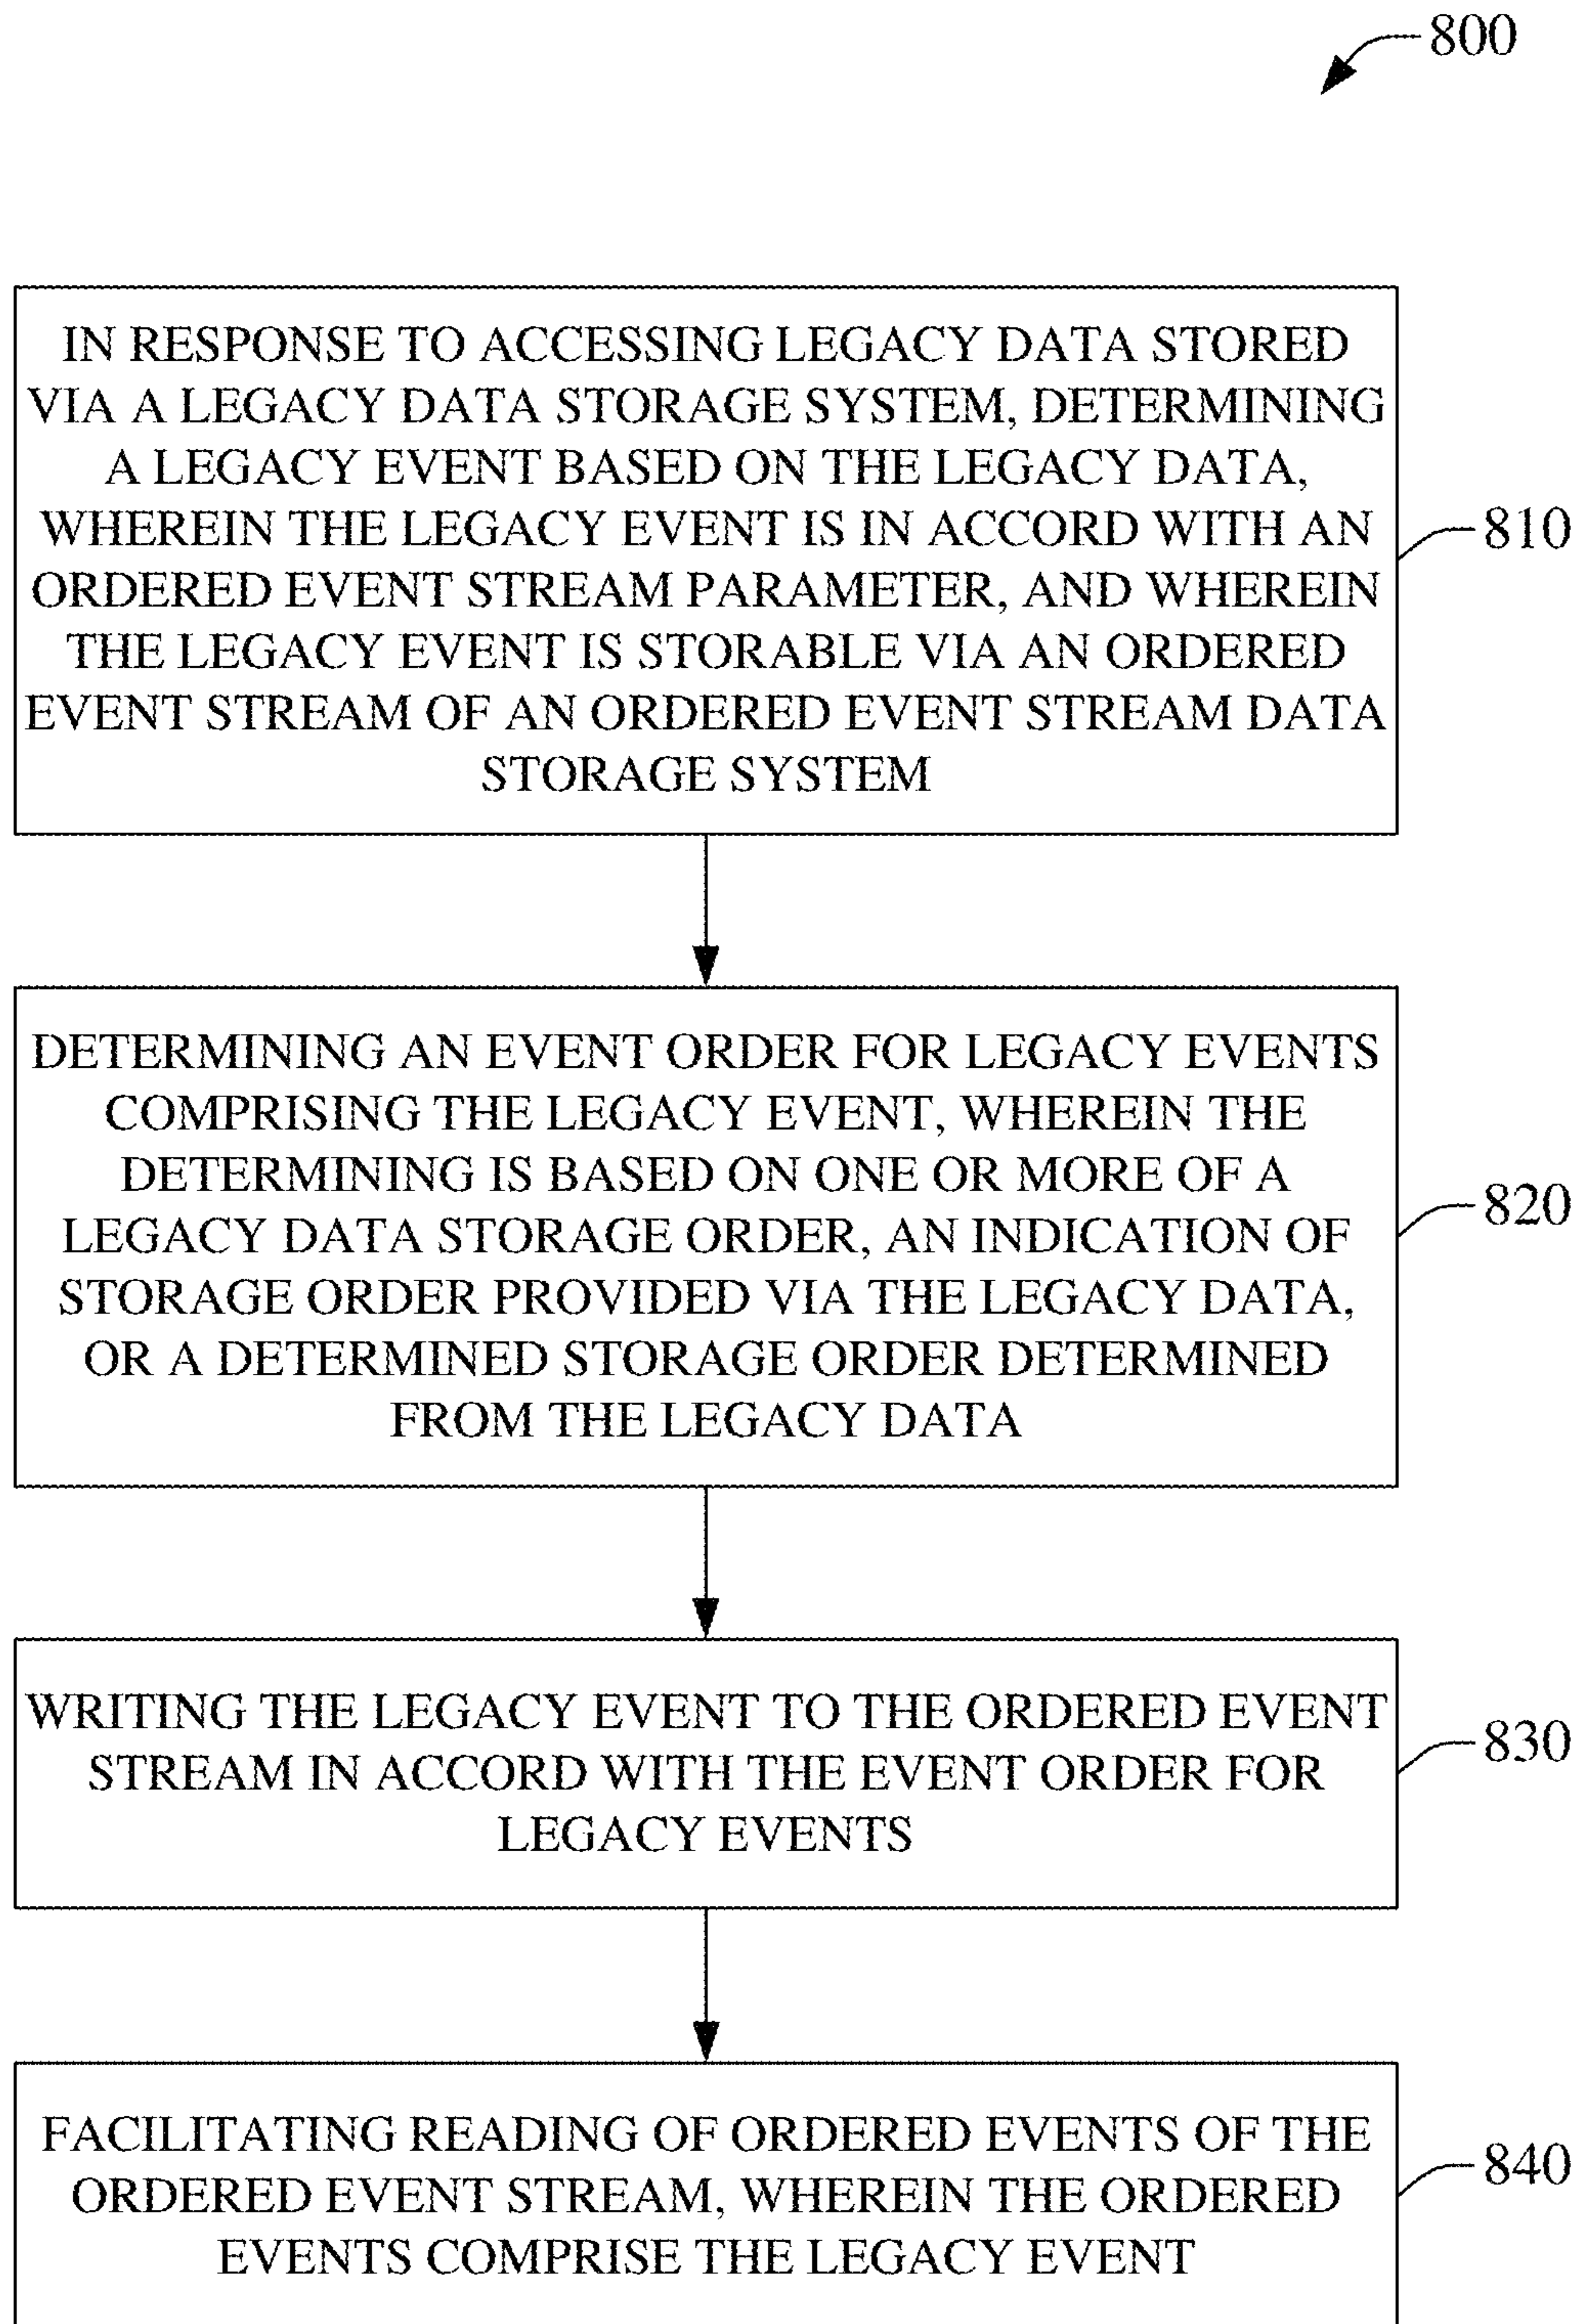 800
IN RESPONSE TO ACCESSING LEGACY DATA STORED
VIA A LEGACY DATA STORAGE SYSTEM, DETERMINING
A LEGACY EVENT BASED ON THE LEGACY DATA,
WHEREIN THE LEGACY EVENT IS IN ACCORD WITH AN
ORDERED EVENT STREAM PARAMETER, AND WHEREIN
THE LEGACY EVENT IS STORABLE VIA AN ORDERED
EVENT STREAM OF AN ORDERED EVENT STREAM DATA
STORAGE SYSTEM
810
DETERMINING AN EVENT ORDER FOR LEGACY EVENTS
COMPRISING THE LEGACY EVENT, WHEREIN THE
DETERMINING IS BASED ON ONE OR MORE OF A
LEGACY DATA STORAGE ORDER, AN INDICATION OF
STORAGE ORDER PROVIDED VIA THE LEGACY DATA,
OR A DETERMINED STORAGE ORDER DETERMINED
FROM THE LEGACY DATA
820
WRITING THE LEGACY EVENT TO THE ORDERED EVENT
STREAM IN ACCORD WITH THE EVENT ORDER FOR
LEGACY EVENTS
830
FACILITATING READING OF ORDERED EVENTS OF THE
ORDERED EVENT STREAM, WHEREIN THE ORDERED
EVENTS COMPRISE THE LEGACY EVENT
840